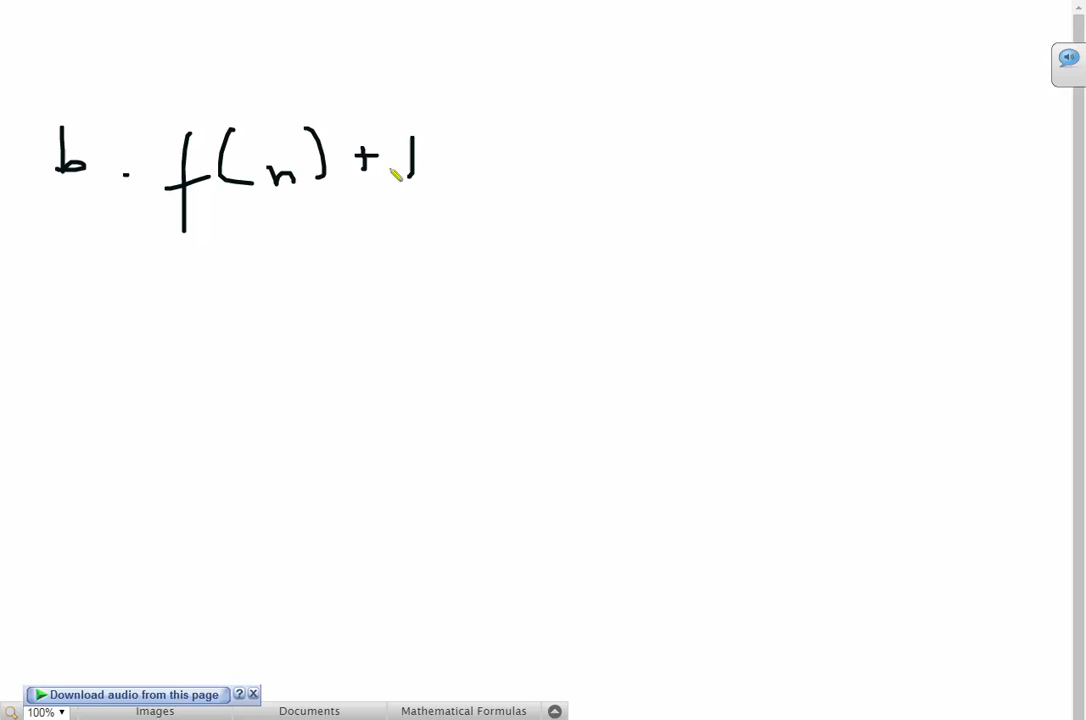 b . f(n) + 1
Download audio from this page ? X
100% ▼ Images Documents Mathematical Formulas